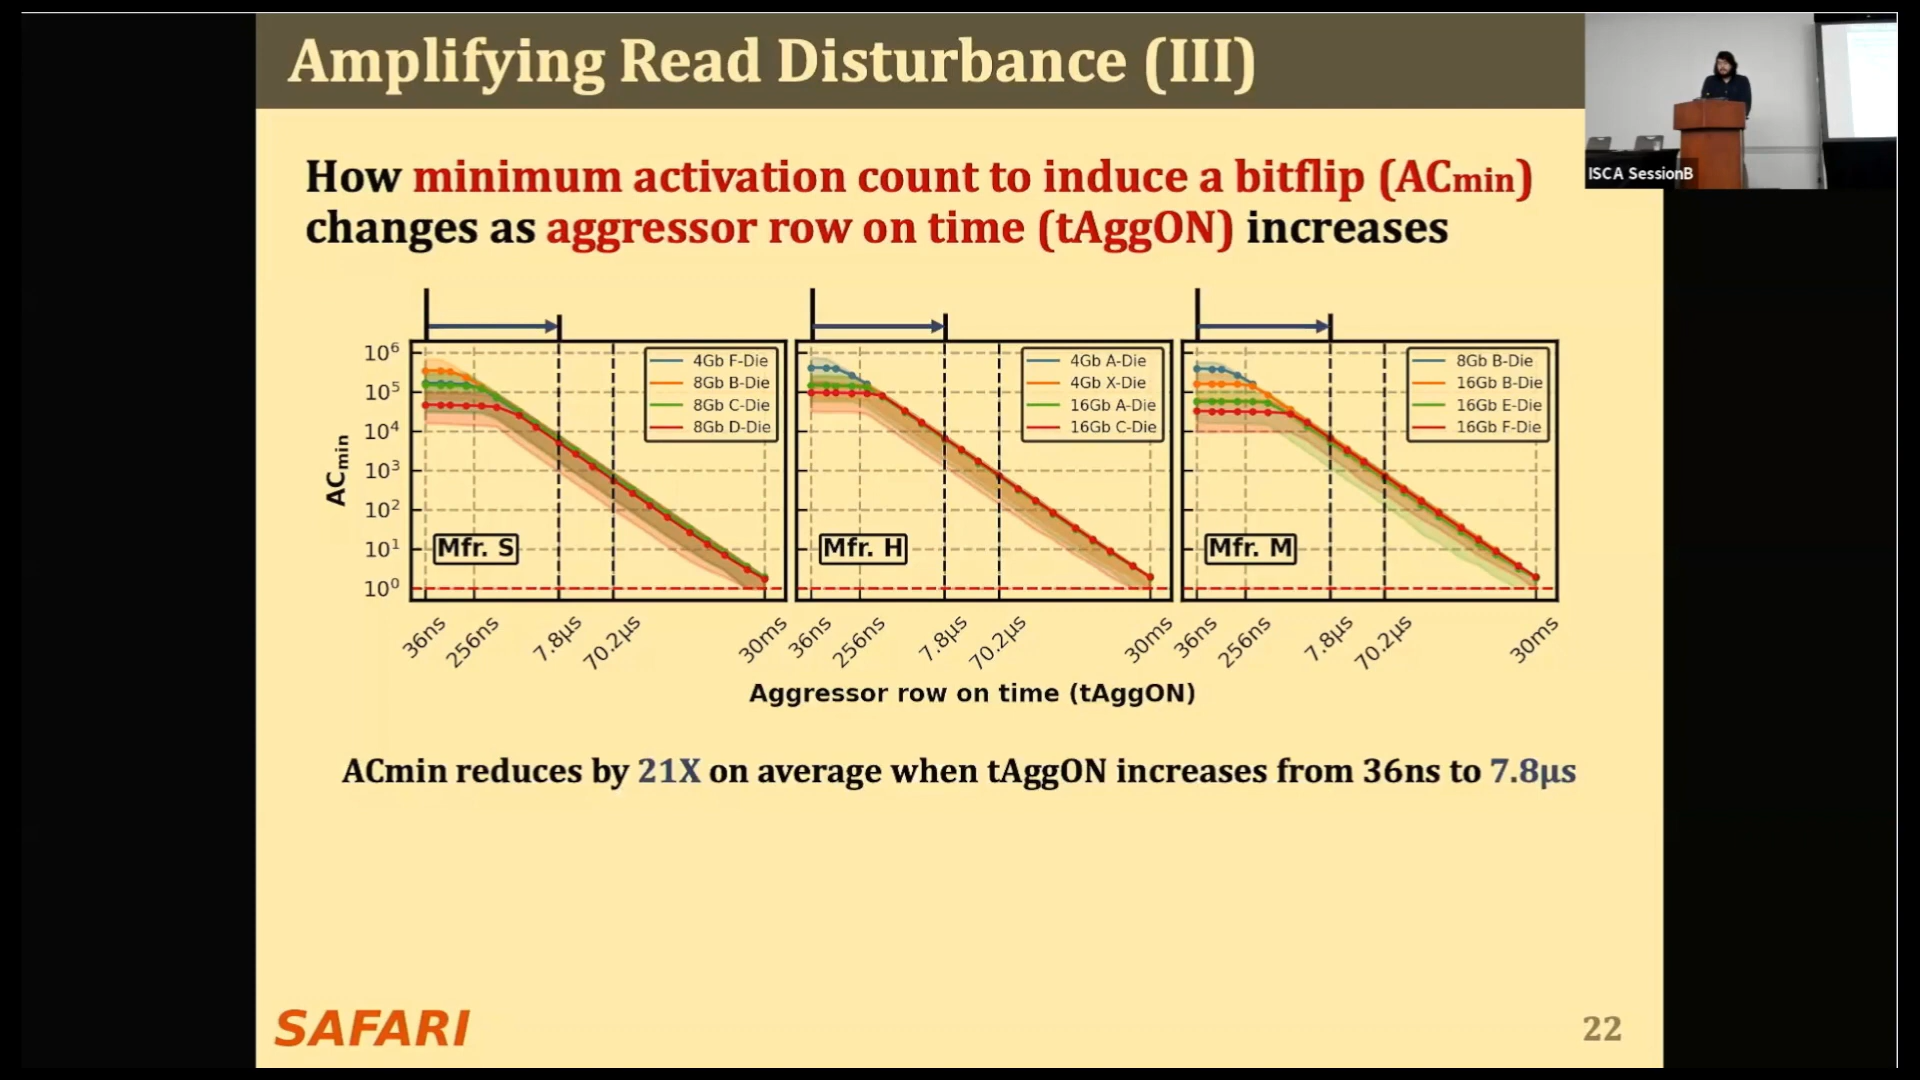 Amplifying Read Disturbance (III)
ISCA SessionB
How minimum activation count to induce a bitflip (ACmin)
changes as aggressor row on time (tAggON) increases
10⁶
10⁵
10⁴
10³
10²
10¹
10⁰
ACmin
4Gb F-Die
8Gb B-Die
8Gb C-Die
8Gb D-Die
Mfr. S
4Gb A-Die
4Gb X-Die
16Gb A-Die
16Gb C-Die
Mfr. H
8Gb B-Die
16Gb B-Die
16Gb E-Die
16Gb F-Die
Mfr. M
36ns 256ns 7.8μs 70.2μs 30ms
36ns 256ns 7.8μs 70.2μs 30ms
36ns 256ns 7.8μs 70.2μs 30ms
Aggressor row on time (tAggON)
ACmin reduces by 21X on average when tAggON increases from 36ns to 7.8μs
SAFARI
22